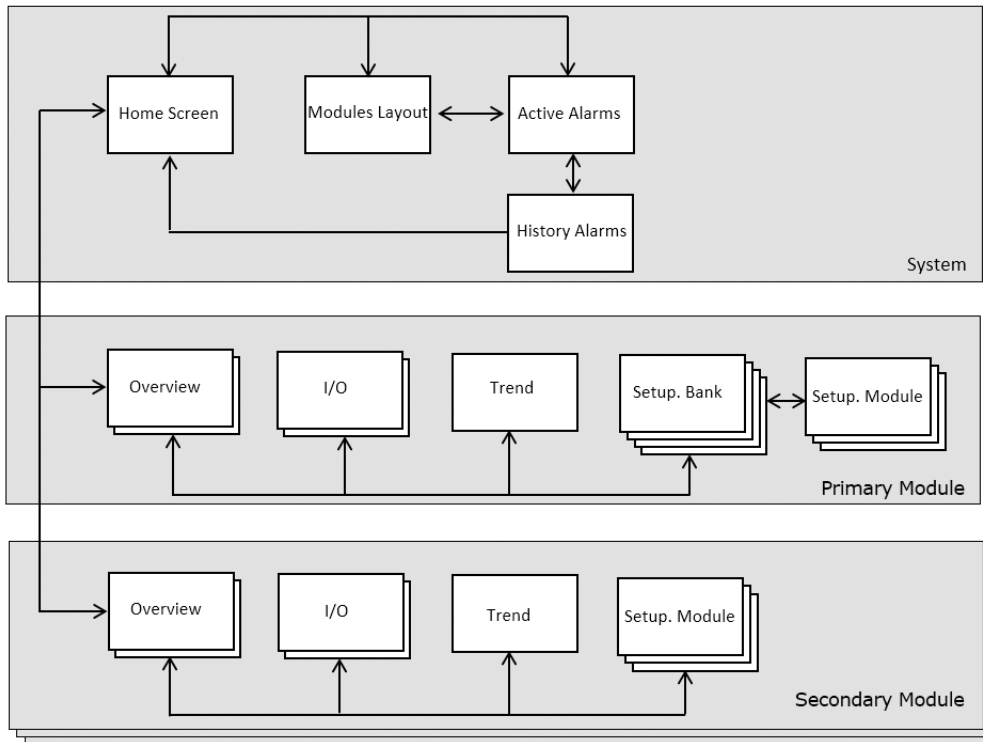 Home Screen
Modules Layout
Active Alarms
History Alarms
System
Overview
I/O
Trend
Setup. Bank
Setup. Module
Primary Module
Overview
I/O
Trend
Setup. Module
Secondary Module